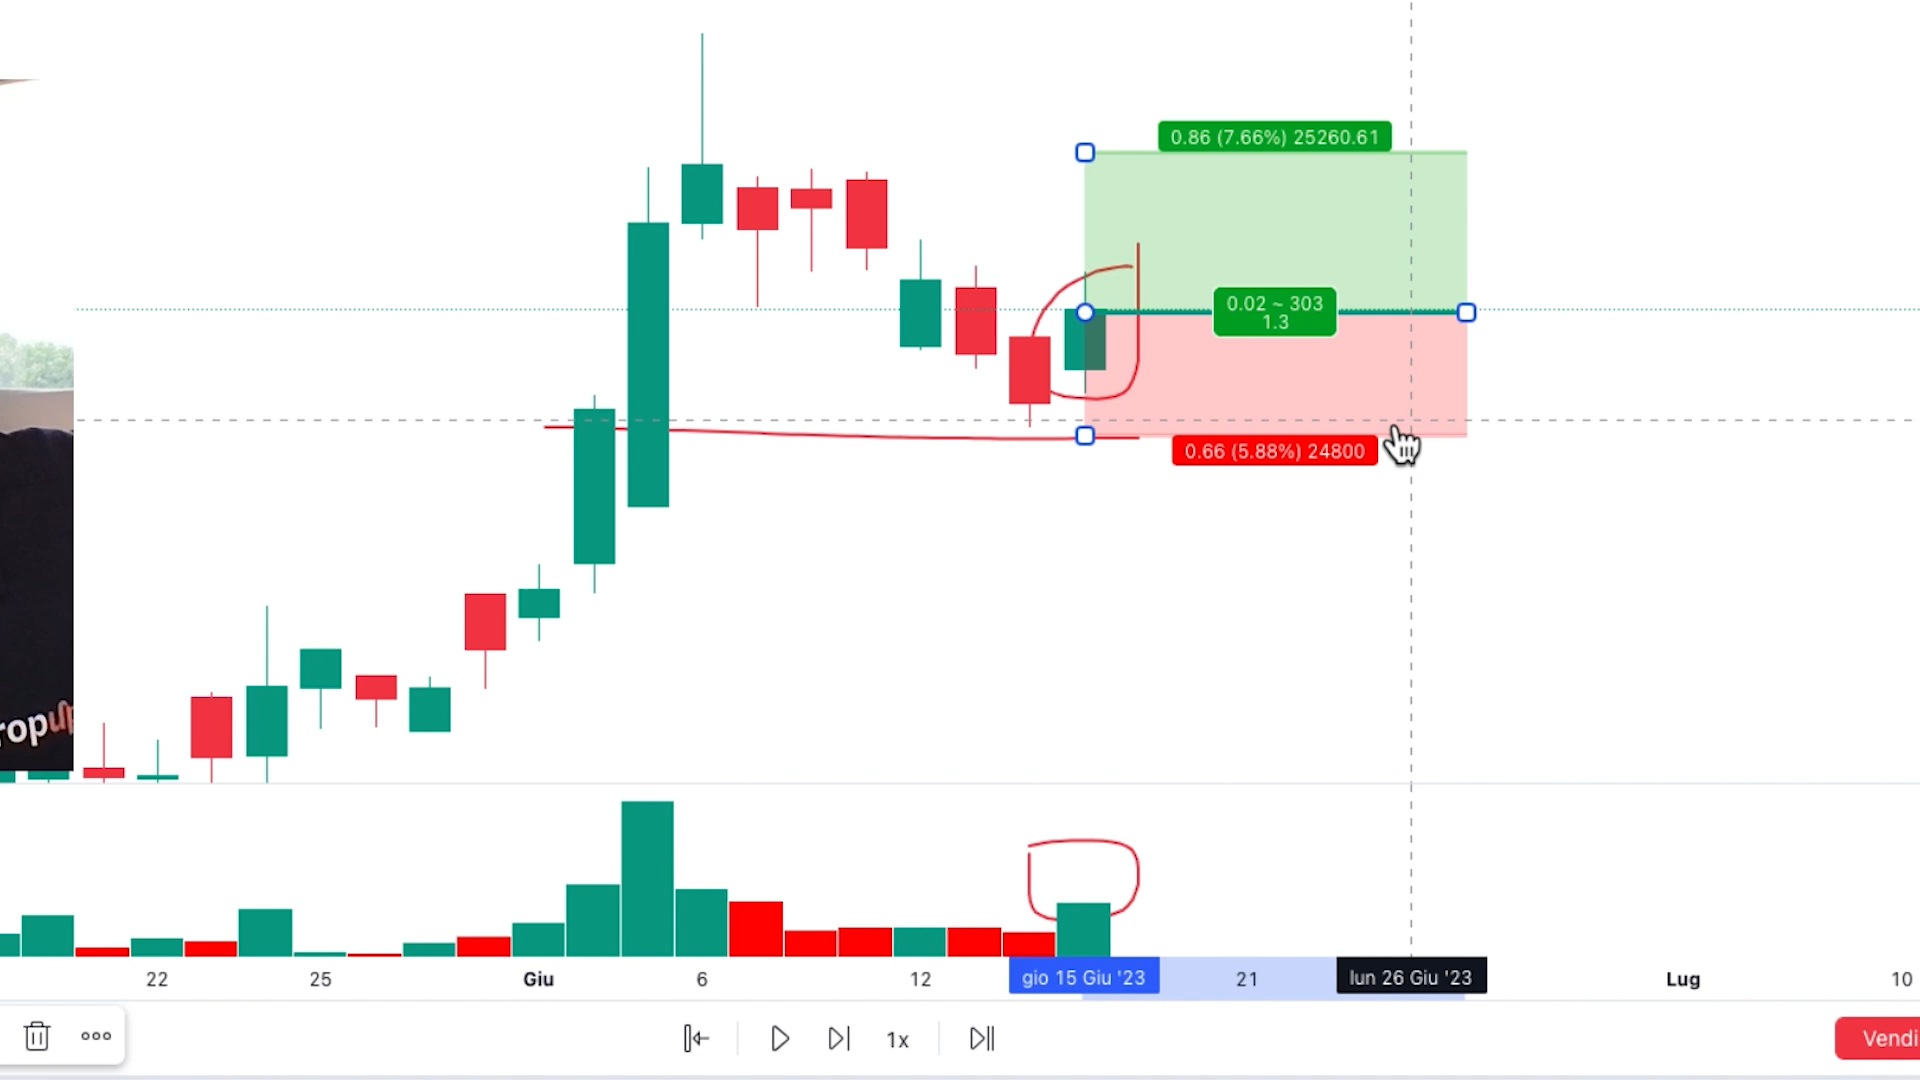 0.86 (7.66%) 25260.61
0.02 ~ 303
1.3
0.66 (5.88%) 24800
ropup
22
25
Giu
6
12
gio 15 Giu '23
21
lun 26 Giu '23
Lug
10
1x
Vendi